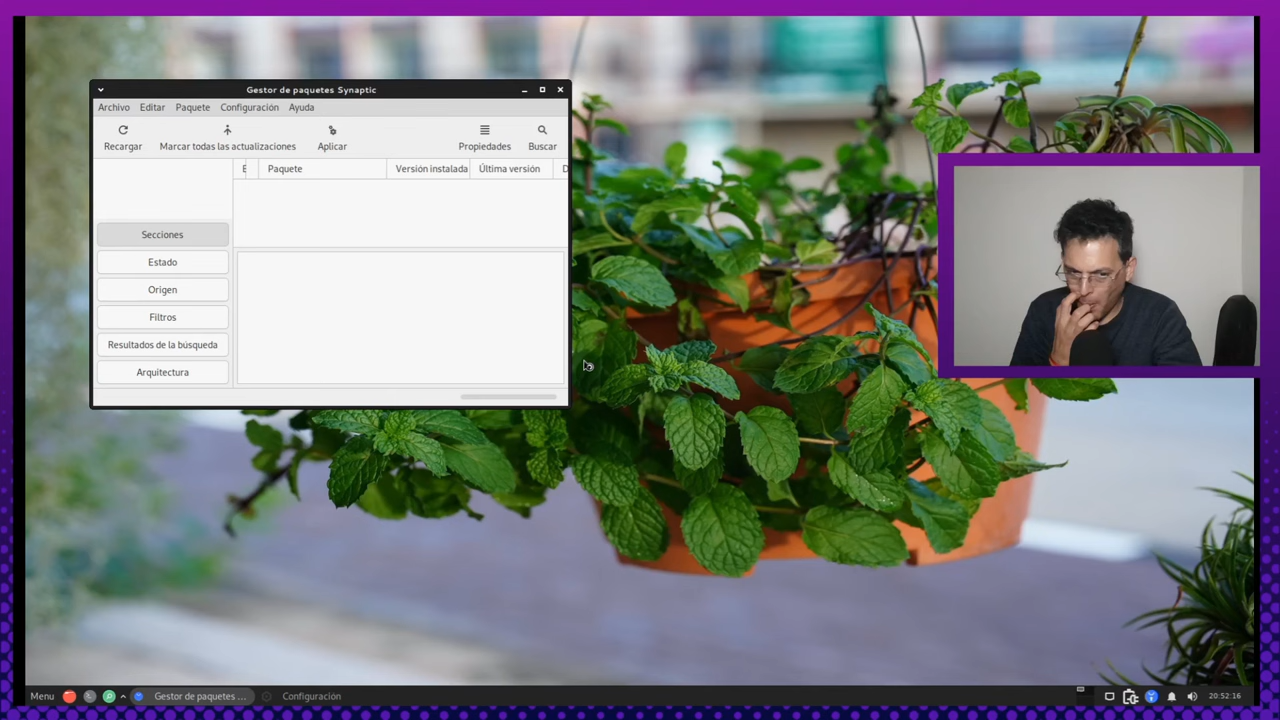 Gestor de paquetes Synaptic
Archivo Editar Paquete Configuración Ayuda
Recargar Marcar todas las actualizaciones Aplicar Propiedades Buscar
E Paquete Versión instalada Última versión D
Secciones
Estado
Origen
Filtros
Resultados de la búsqueda
Arquitectura
Menu Gestor de paquetes ... Configuración 20:52:16